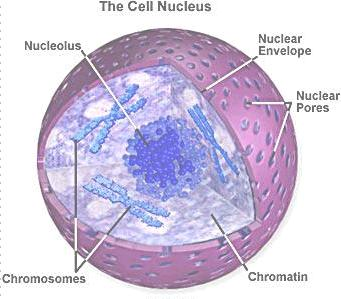 The Cell Nucleus
Nucleolus
Nuclear
Envelope
Nuclear
Pores
Chromosomes
Chromatin